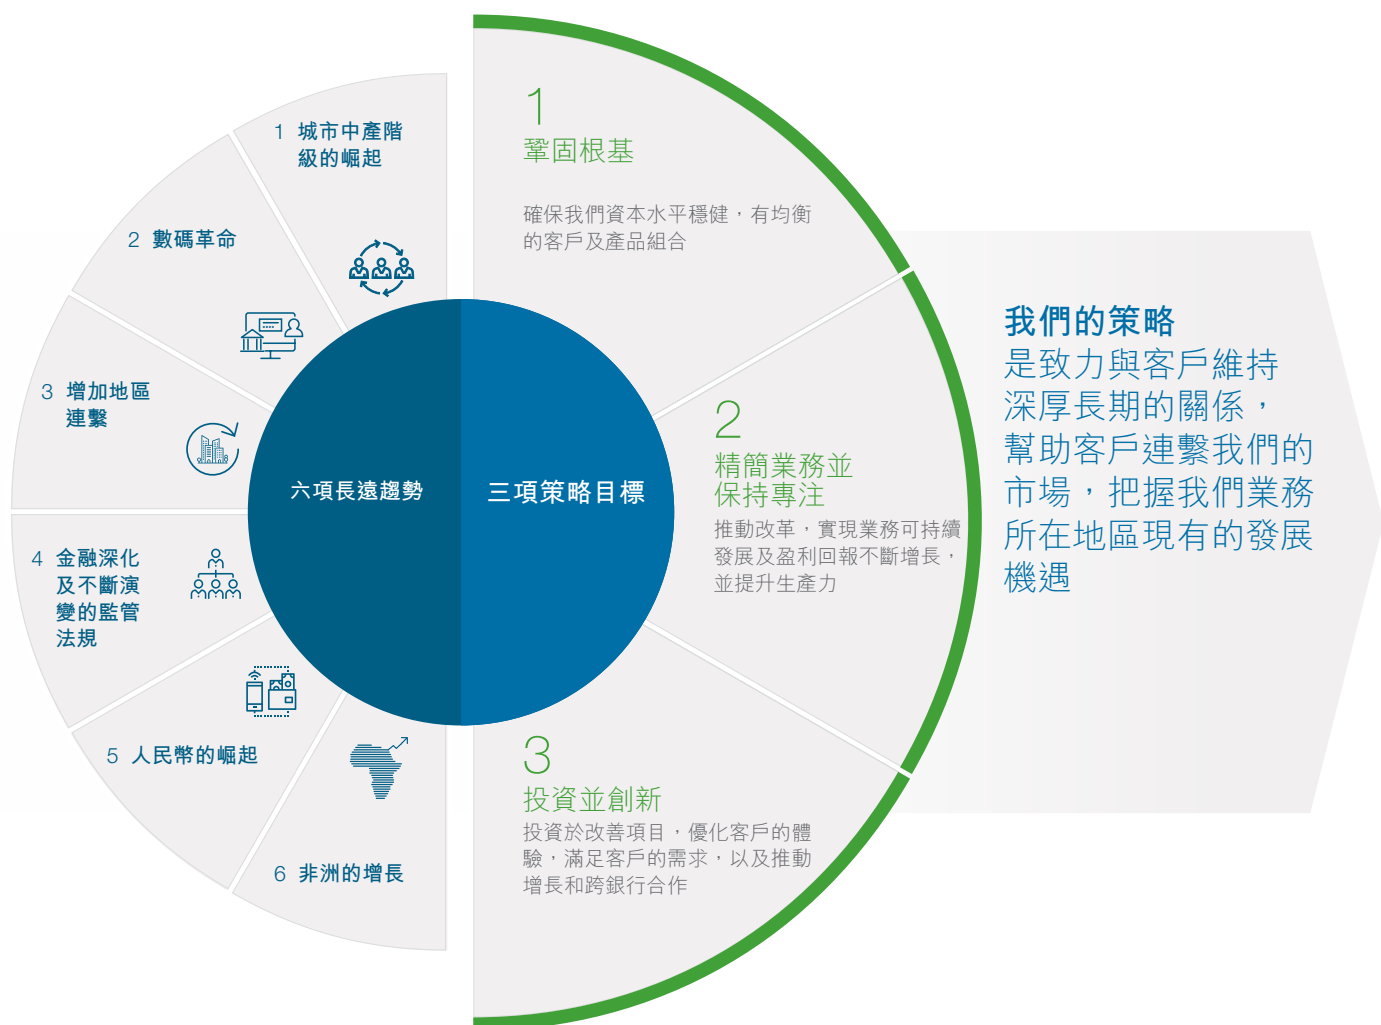 1 城市中產階
級的崛起
2 數碼革命
3 增加地區
連繫
4 金融深化
及不斷演
變的監管
法規
5 人民幣的崛起
6 非洲的增長
六項長遠趨勢
三項策略目標
1
鞏固根基
確保我們資本水平穩健，有均衡
的客戶及產品組合
2
精簡業務並
保持專注
推動改革，實現業務可持續
發展及盈利回報不斷增長，
並提升生產力
3
投資並創新
投資於改善項目，優化客戶的體
驗，滿足客戶的需求，以及推動
增長和跨銀行合作
我們的策略
是致力與客戶維持
深厚長期的關係，
幫助客戶連繫我們的
市場，把握我們業務
所在地區現有的發展
機遇